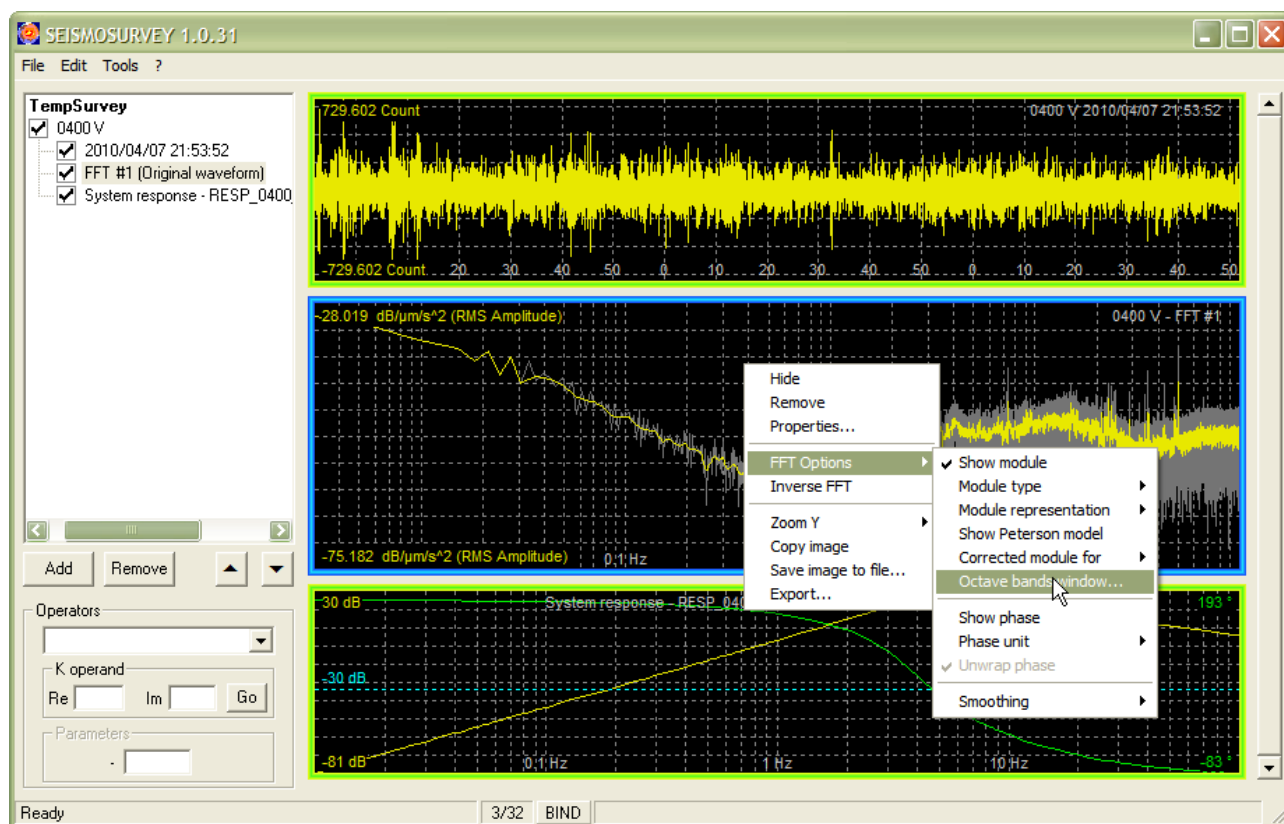 SEISMOSURVEY 1.0.31
File Edit Tools ?
TempSurvey
0400 V
2010/04/07 21:53:52
FFT #1 (Original waveform)
System response - RESP_0400_
Add Remove
Operators
K operand
Re Im Go
Parameters
-
729.602 Count 0400 V 2010/04/07 21:53:52
-729.602 Count 20 30 40 50 0 10 20 30 40 50 0 10 20 30 40 50
-28.019 dB/µm/s^2 (RMS Amplitude) 0400 V - FFT #1
-75.182 dB/µm/s^2 (RMS Amplitude) 0,1 Hz
Hide
Remove
Properties...
FFT Options
Inverse FFT
Zoom Y
Copy image
Save image to file...
Export...
Show module
Module type
Module representation
Show Peterson model
Corrected module for
Octave bands window...
Show phase
Phase unit
Unwrap phase
Smoothing
30 dB System response - RESP_040 193 °
-30 dB
-81 dB 0,1 Hz 1 Hz 10 Hz -83 °
Ready 3/32 BIND